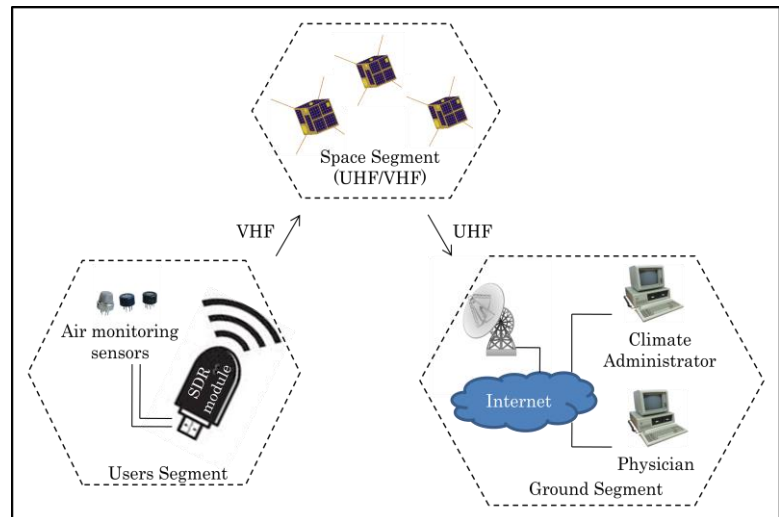 Space Segment
(UHF/VHF)
VHF
UHF
Air monitoring
sensors
SDR
module
Users Segment
Climate
Administrator
Internet
Physician
Ground Segment